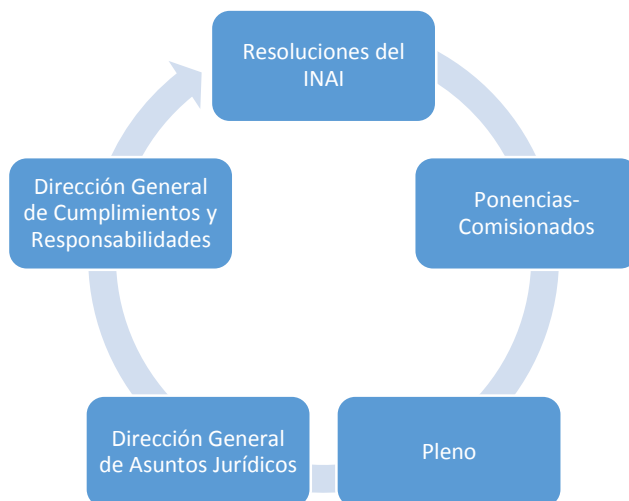 Resoluciones del
INAI
Ponencias-
Comisionados
Pleno
Dirección General
de Asuntos Jurídicos
Dirección General
de Cumplimientos y
Responsabilidades